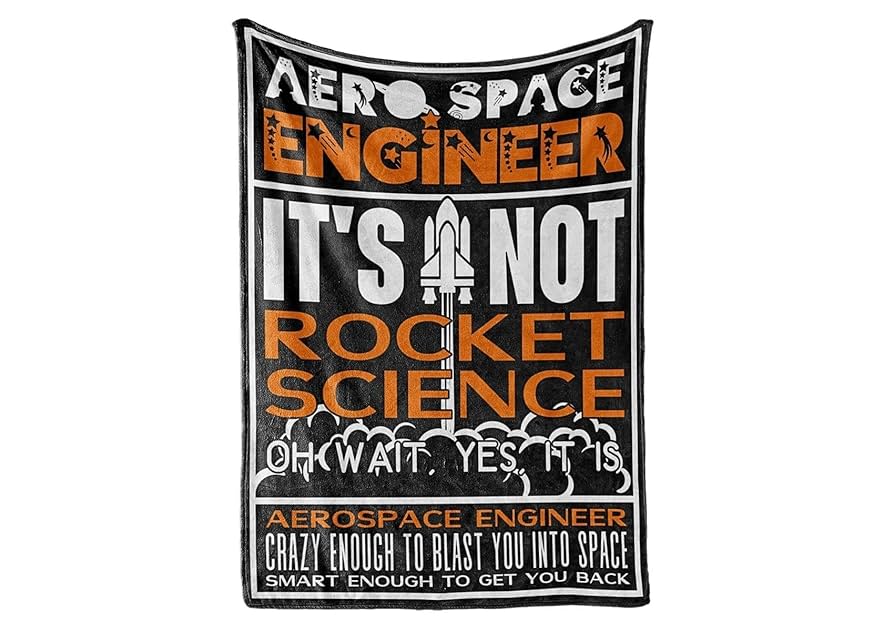 AERO SPACE
ENGINEER
IT'S NOT
ROCKET
SCIENCE
OH WAIT, YES, IT IS
AEROSPACE ENGINEER
CRAZY ENOUGH TO BLAST YOU INTO SPACE
SMART ENOUGH TO GET YOU BACK